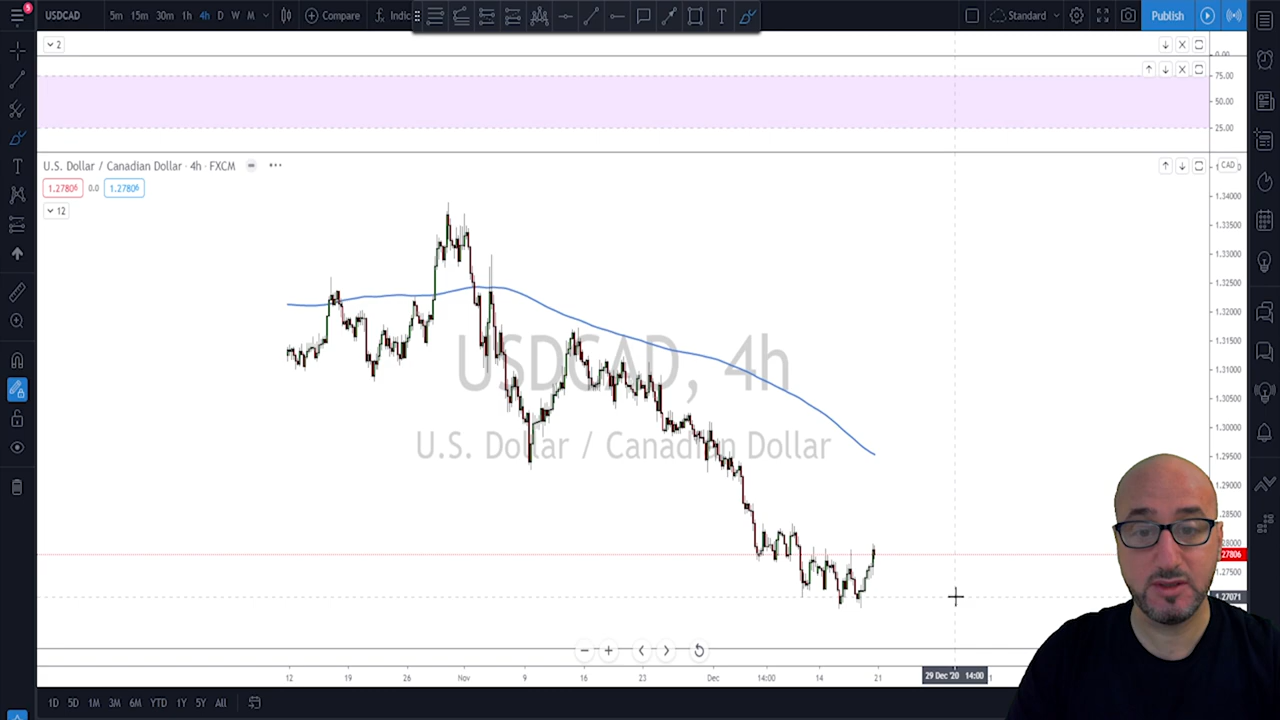 5
USDCAD 5m 15m 30m 1h 4h D W M Compare Indic Standard Publish
2
0.00
75.00
50.00
25.00
U.S. Dollar / Canadian Dollar · 4h · FXCM
CAD
1.27806 0.0 1.27806
12
1.34000
1.33500
1.33000
1.32500
1.32000
1.31500
1.31000
1.30500
1.30000
1.29500
1.29000
1.28500
1.28000
27806
1.27500
1.27071
USDCAD, 4h
U.S. Dollar / Canadian Dollar
12 19 26 Nov 9 16 23 Dec 14:00 14 21 29 Dec '20 14:00 1
1D 5D 1M 3M 6M YTD 1Y 5Y All